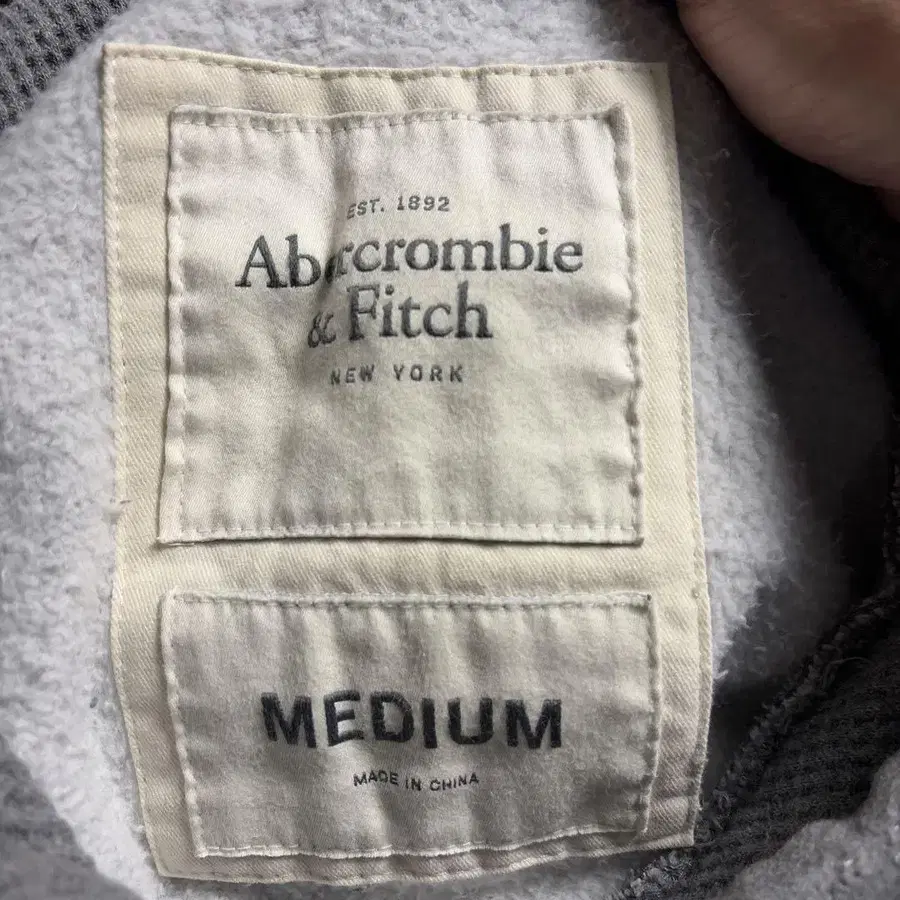 EST. 1892
Abercrombie
& Fitch
NEW YORK
MEDIUM
MADE IN CHINA